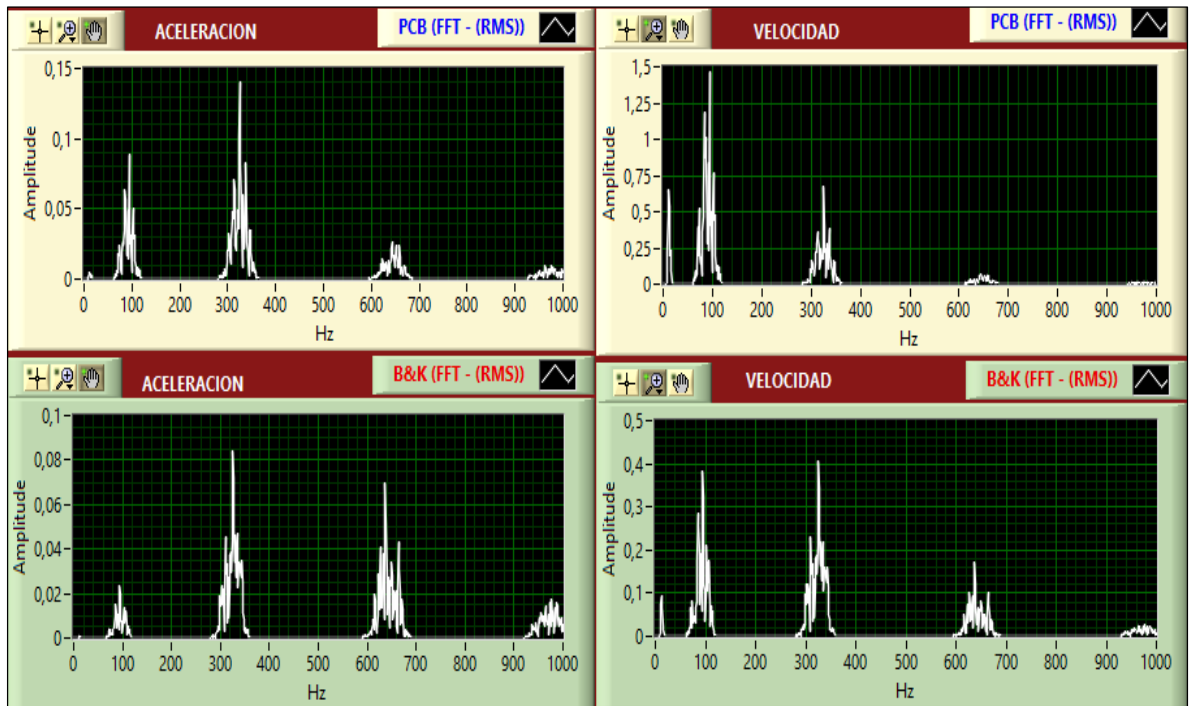 ACELERACION
PCB (FFT - (RMS))
0,15
0,1
0,05
0
Amplitude
0 100 200 300 400 500 600 700 800 900 1000
Hz
VELOCIDAD
PCB (FFT - (RMS))
1,5
1,25
1
0,75
0,5
0,25
0
Amplitude
0 100 200 300 400 500 600 700 800 900 1000
Hz
ACELERACION
B&K (FFT - (RMS))
0,1
0,08
0,06
0,04
0,02
0
Amplitude
0 100 200 300 400 500 600 700 800 900 1000
Hz
VELOCIDAD
B&K (FFT - (RMS))
0,5
0,4
0,3
0,2
0,1
0
Amplitude
0 100 200 300 400 500 600 700 800 900 1000
Hz